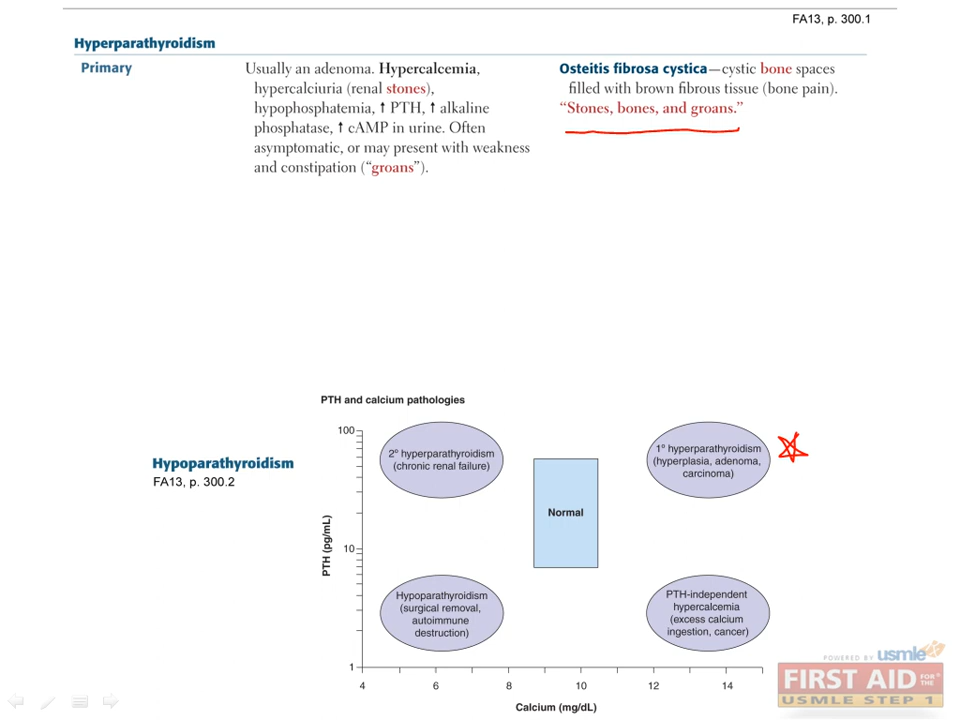 FA13, p. 300.1
Hyperparathyroidism
Primary
Usually an adenoma. Hypercalcemia,
hypercalciuria (renal stones),
hypophosphatemia, ↑ PTH, ↑ alkaline
phosphatase, ↑ cAMP in urine. Often
asymptomatic, or may present with weakness
and constipation (“groans”).
Osteitis fibrosa cystica—cystic bone spaces
filled with brown fibrous tissue (bone pain).
“Stones, bones, and groans.”
Hypoparathyroidism
FA13, p. 300.2
PTH and calcium pathologies
PTH (pg/mL)
100
10
1
2° hyperparathyroidism
(chronic renal failure)
1° hyperparathyroidism
(hyperplasia, adenoma,
carcinoma)
Normal
Hypoparathyroidism
(surgical removal,
autoimmune
destruction)
PTH-independent
hypercalcemia
(excess calcium
ingestion, cancer)
4 6 8 10 12 14
Calcium (mg/dL)
POWERED BY usmle
FIRST AID FOR THE®
USMLE STEP 1